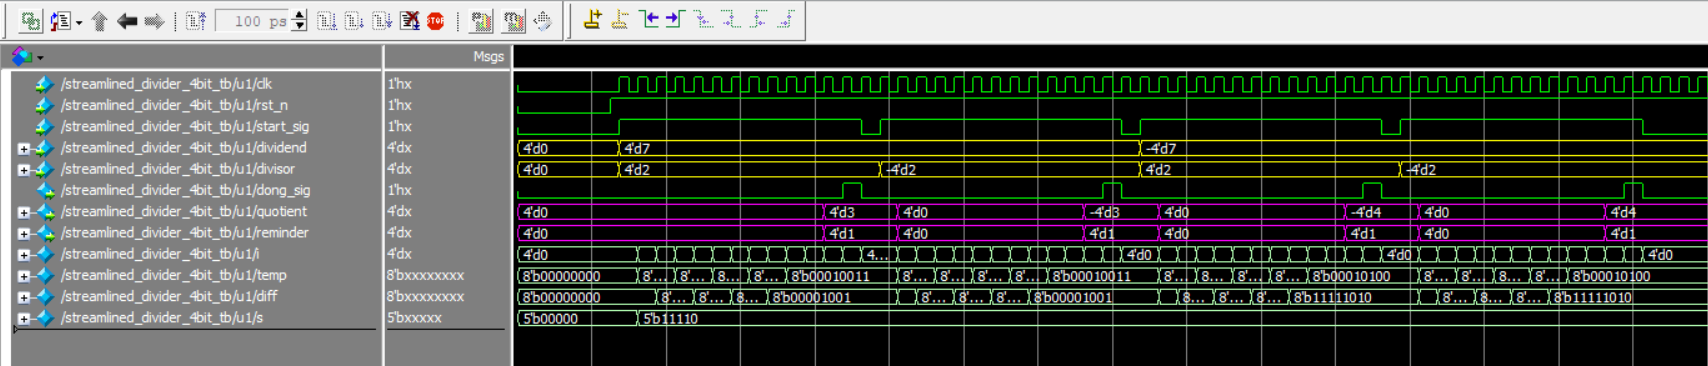 100 ps
STOP
Msgs
/streamlined_divider_4bit_tb/u1/clk 1'hx
/streamlined_divider_4bit_tb/u1/rst_n 1'hx
/streamlined_divider_4bit_tb/u1/start_sig 1'hx
/streamlined_divider_4bit_tb/u1/dividend 4'dx 4'd0 4'd7 -4'd7
/streamlined_divider_4bit_tb/u1/divisor 4'dx 4'd0 4'd2 -4'd2 4'd2 -4'd2
/streamlined_divider_4bit_tb/u1/dong_sig 1'hx
/streamlined_divider_4bit_tb/u1/quotient 4'dx 4'd0 4'd3 4'd0 -4'd3 4'd0 -4'd4 4'd0 4'd4
/streamlined_divider_4bit_tb/u1/reminder 4'dx 4'd0 4'd1 4'd0 4'd1 4'd0 4'd1 4'd0 4'd1
/streamlined_divider_4bit_tb/u1/i 4'dx 4'd0 4... 4'd0 4'd0 4'd0
/streamlined_divider_4bit_tb/u1/temp 8'bxxxxxxxx 8'b00000000 8'... 8'... 8... 8'... 8'b00010011 8'... 8'... 8'... 8'... 8'b00010011 8'... 8'... 8'... 8'... 8'b00010100 8'... 8'... 8'... 8'... 8'b00010100
/streamlined_divider_4bit_tb/u1/diff 8'bxxxxxxxx 8'b00000000 8'... 8'... 8... 8'b00001001 8'... 8'... 8'... 8'b00001001 8'... 8'... 8'... 8'b11111010 8'... 8'... 8'... 8'b11111010
/streamlined_divider_4bit_tb/u1/s 5'bxxxxx 5'b00000 5'b11110